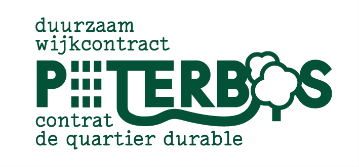 duurzaam
wijkcontract
PETERBOS
contrat
de quartier durable